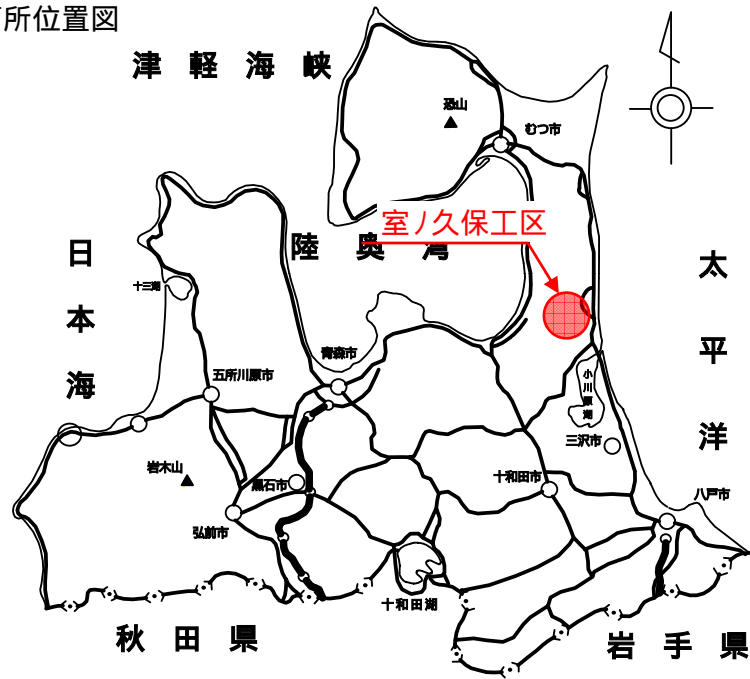 所位置図
津軽海峡
恐山
むつ市
室ノ久保工区
陸奥湾
日本海
太平洋
十三湖
青森市
五所川原市
小川原湖
三沢市
岩木山
黒石市
十和田市
八戸市
弘前市
十和田湖
秋田県
岩手県